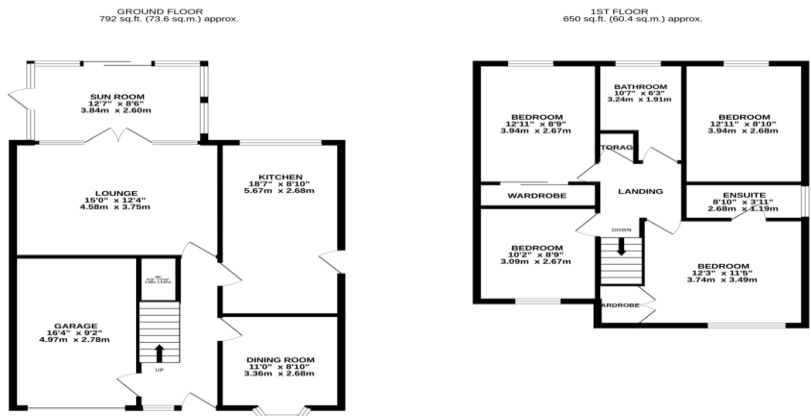 GROUND FLOOR
792 sq.ft. (73.6 sq.m.) approx.
SUN ROOM
12'7" x 8'6"
3.84m x 2.60m
LOUNGE
15'0" x 12'4"
4.58m x 3.75m
KITCHEN
18'7" x 8'10"
5.67m x 2.68m
GARAGE
16'4" x 9'2"
4.97m x 2.78m
UP
DINING ROOM
11'0" x 8'10"
3.36m x 2.68m
1ST FLOOR
650 sq.ft. (60.4 sq.m.) approx.
BEDROOM
12'11" x 8'9"
3.94m x 2.67m
BATHROOM
10'7" x 6'3"
3.24m x 1.91m
BEDROOM
12'11" x 8'10"
3.94m x 2.68m
TORAG
WARDROBE
LANDING
ENSUITE
8'10" x 3'11"
2.68m x 1.19m
DOWN
BEDROOM
10'2" x 8'9"
3.09m x 2.67m
BEDROOM
12'3" x 11'5"
3.74m x 3.49m
ARDROBE